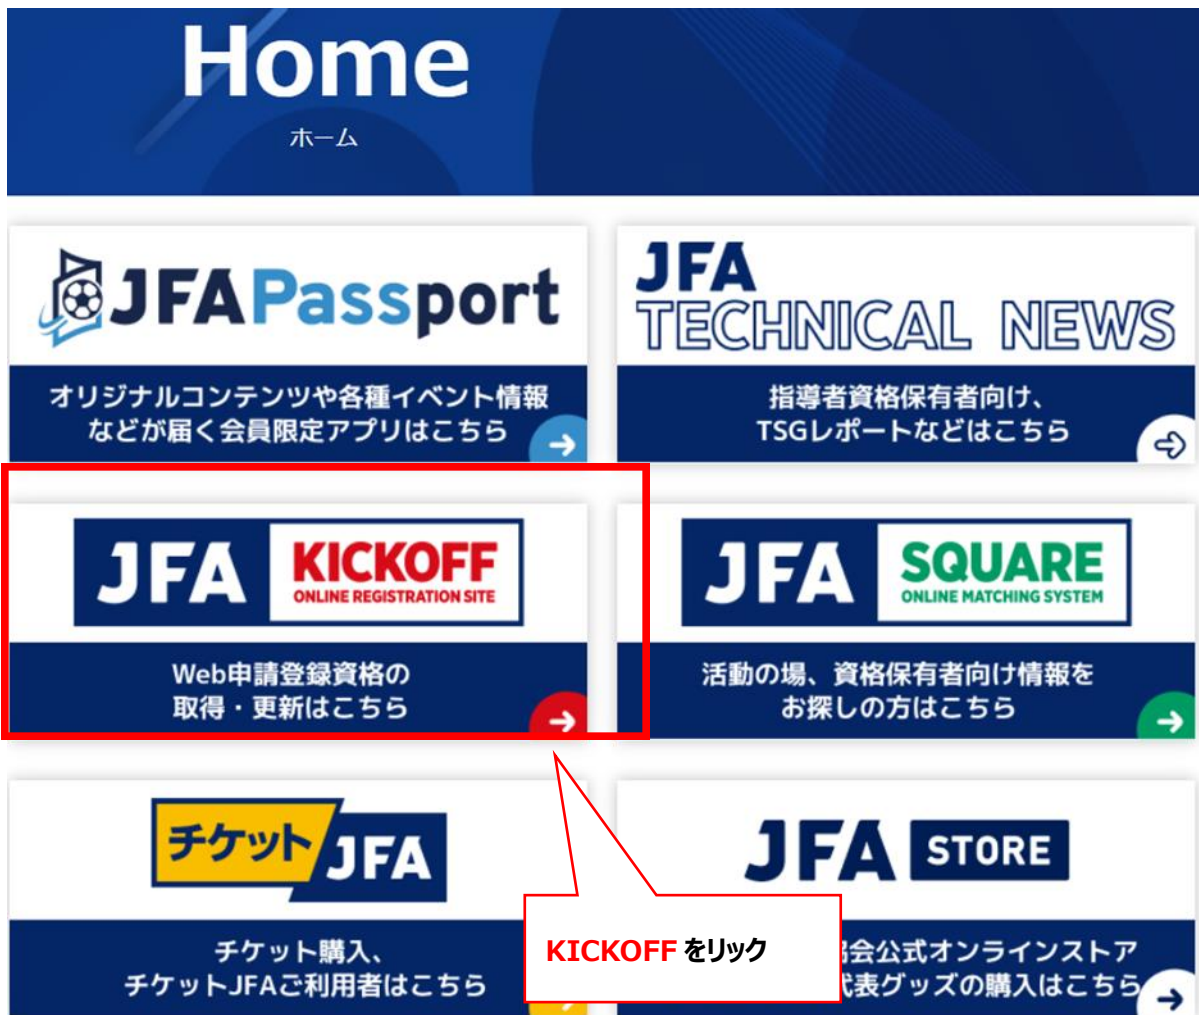 Home
ホーム
JFAPassport
オリジナルコンテンツや各種イベント情報
などが届く会員限定アプリはこちら
JFA
TECHNICAL NEWS
指導者資格保有者向け、
TSGレポートなどはこちら
JFA KICKOFF
ONLINE REGISTRATION SITE
Web申請登録資格の
取得・更新はこちら
JFA SQUARE
ONLINE MATCHING SYSTEM
活動の場、資格保有者向け情報を
お探しの方はこちら
チケットJFA
チケット購入、
チケットJFAご利用者はこちら
KICKOFF をリック
JFA STORE
会公式オンラインストア
表グッズの購入はこちら